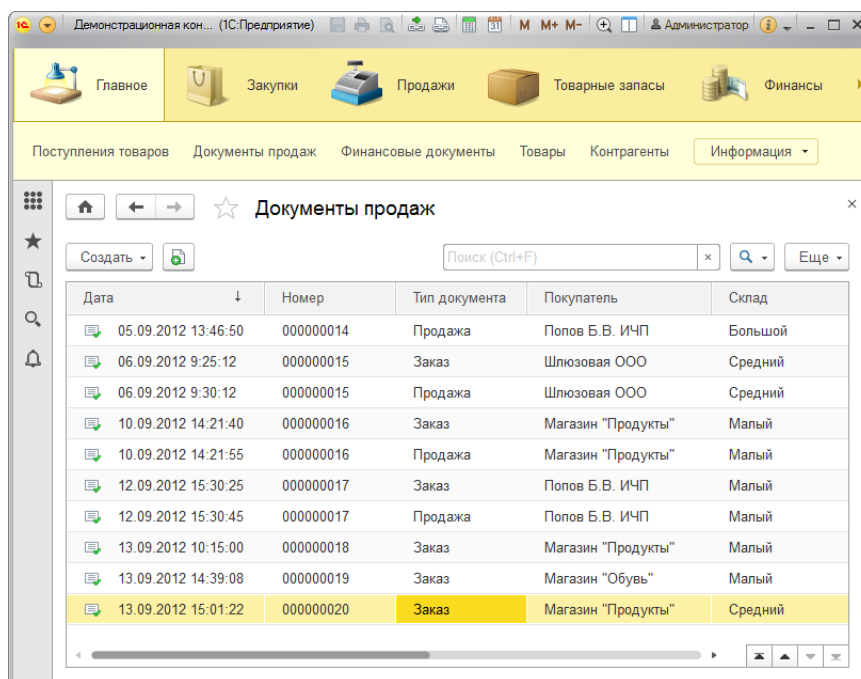 1С Демонстрационная кон... (1С:Предприятие) 31 M M+ M- Администратор i
Главное Закупки Продажи Товарные запасы Финансы
Поступления товаров Документы продаж Финансовые документы Товары Контрагенты Информация
Документы продаж
Создать Поиск (Ctrl+F) × Еще
Дата ↓ Номер Тип документа Покупатель Склад
05.09.2012 13:46:50 000000014 Продажа Попов Б.В. ИЧП Большой
06.09.2012 9:25:12 000000015 Заказ Шлюзовая ООО Средний
06.09.2012 9:30:12 000000015 Продажа Шлюзовая ООО Средний
10.09.2012 14:21:40 000000016 Заказ Магазин "Продукты" Малый
10.09.2012 14:21:55 000000016 Продажа Магазин "Продукты" Малый
12.09.2012 15:30:25 000000017 Заказ Попов Б.В. ИЧП Малый
12.09.2012 15:30:45 000000017 Продажа Попов Б.В. ИЧП Малый
13.09.2012 10:15:00 000000018 Заказ Магазин "Продукты" Малый
13.09.2012 14:39:08 000000019 Заказ Магазин "Обувь" Малый
13.09.2012 15:01:22 000000020 Заказ Магазин "Продукты" Средний